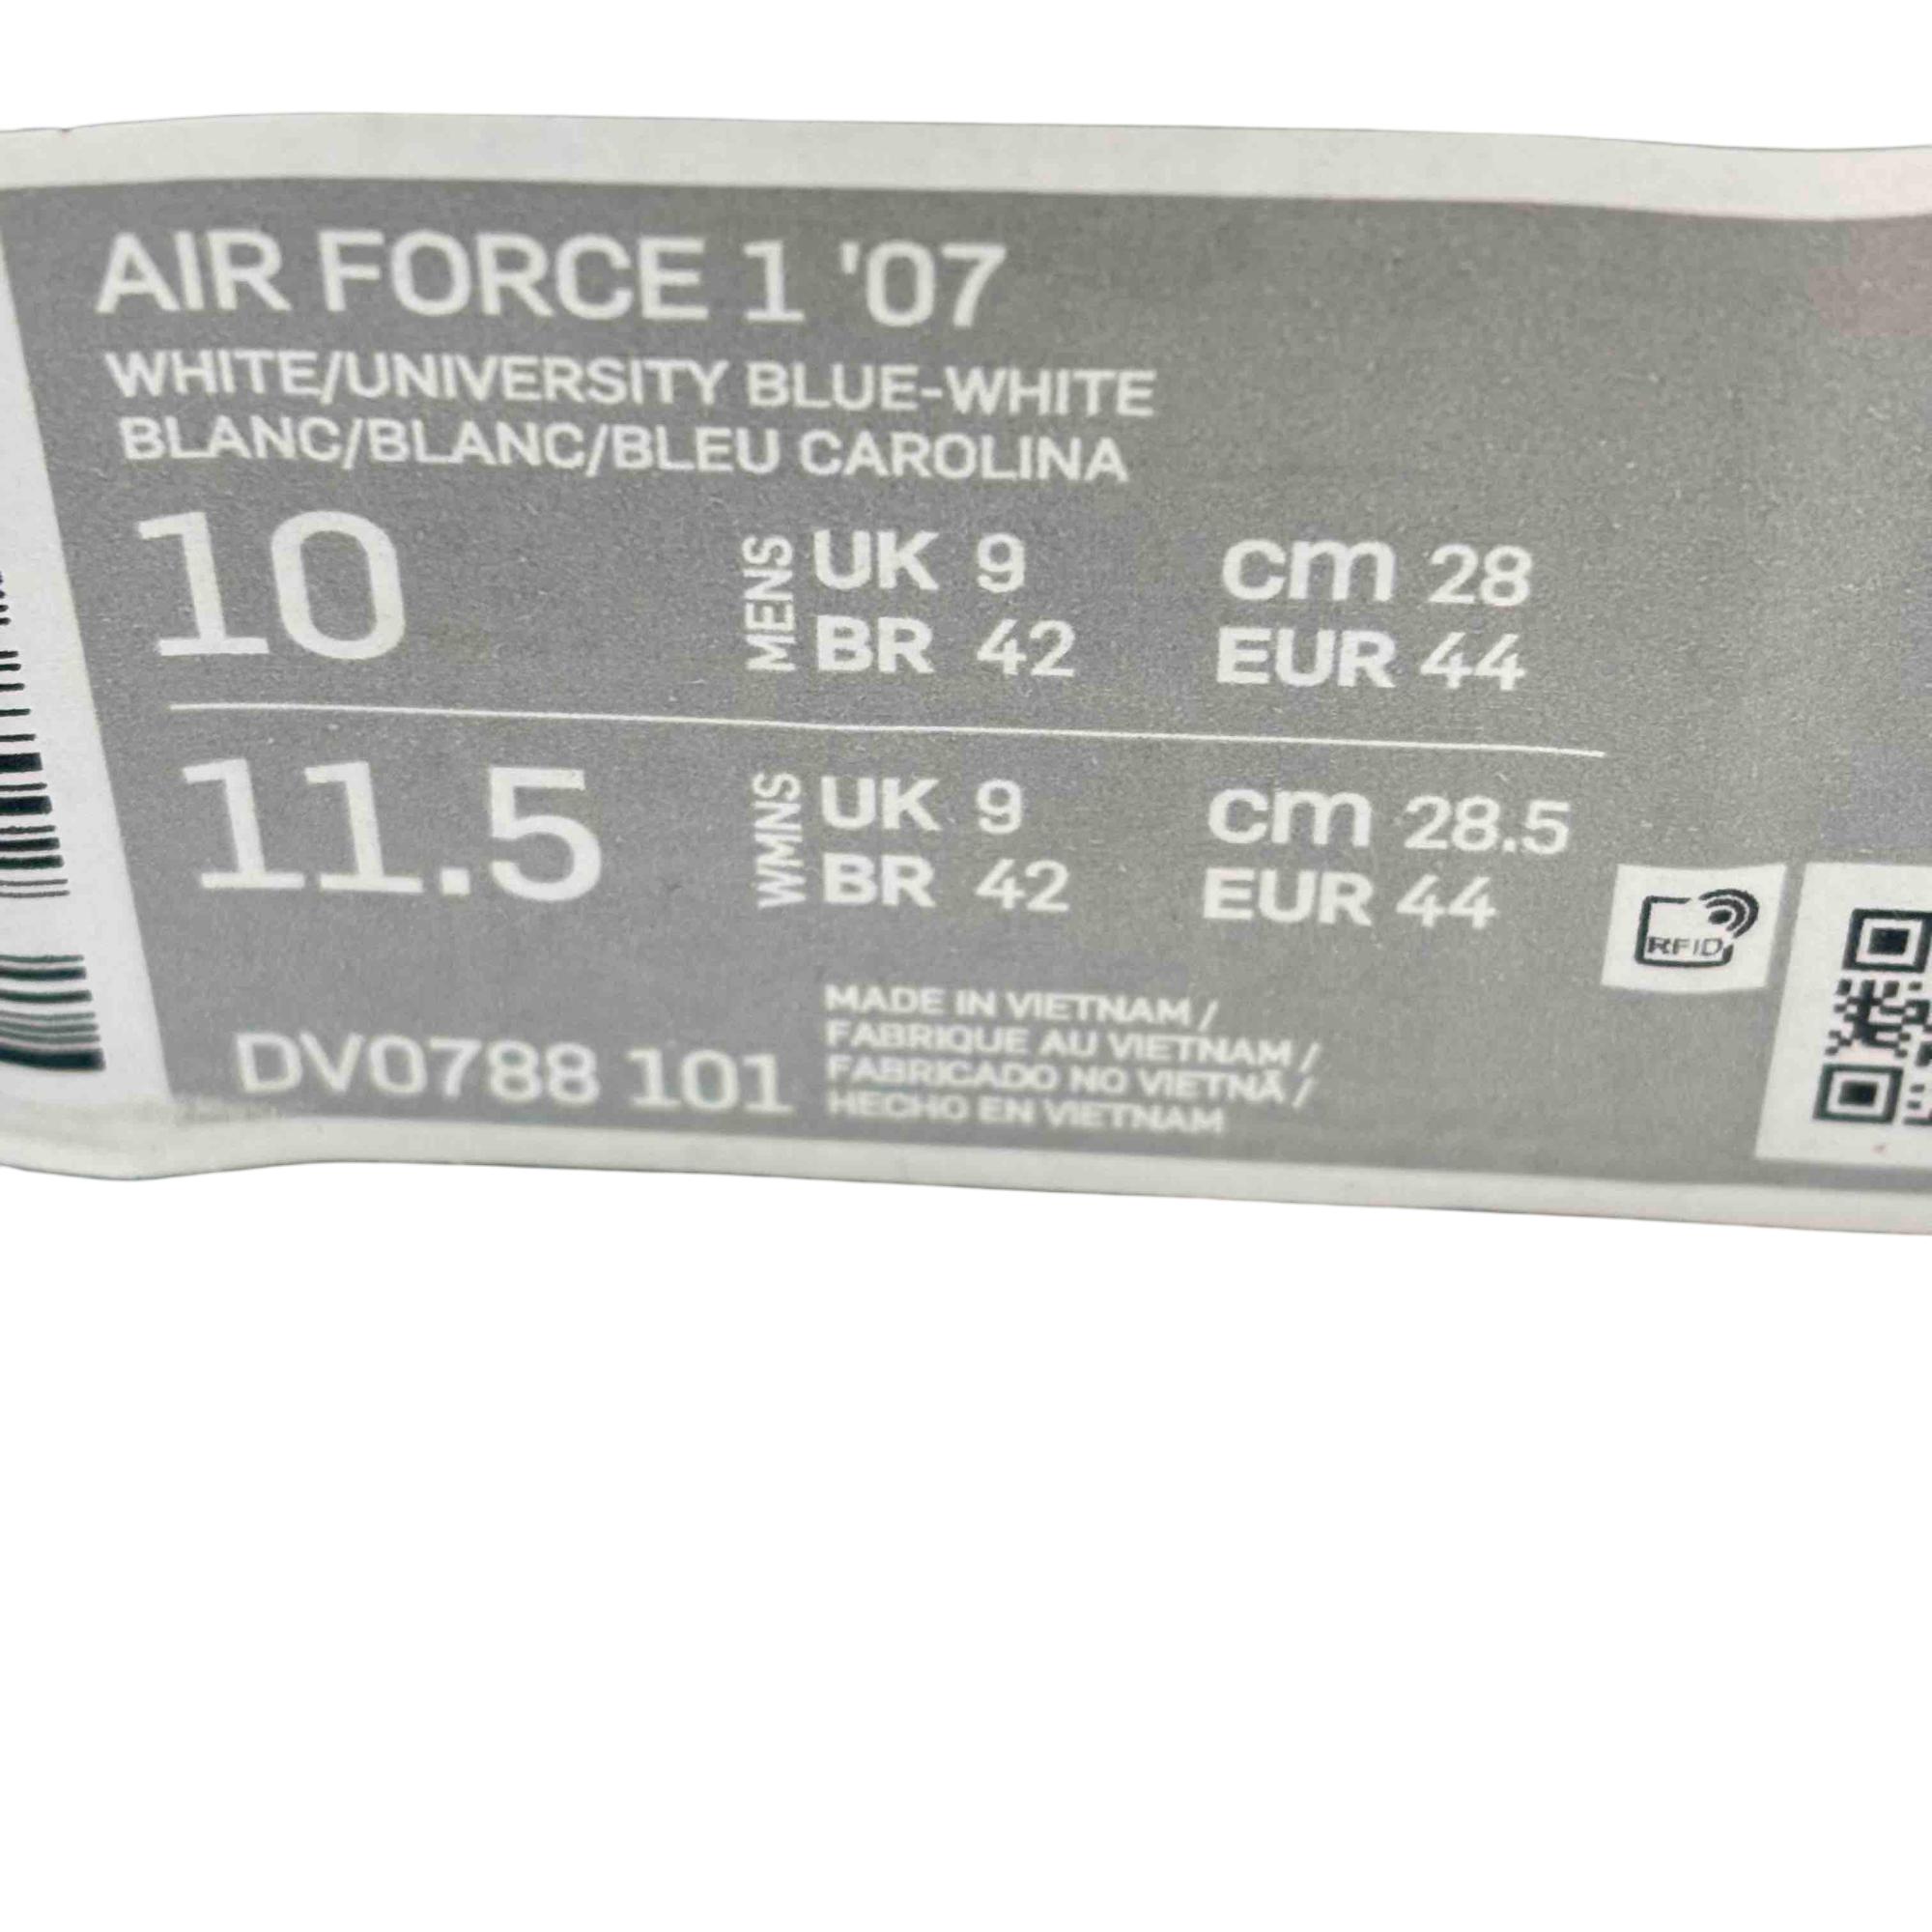 AIR FORCE 1 '07
WHITE/UNIVERSITY BLUE-WHITE
BLANC/BLANC/BLEU CAROLINA
10 MENS UK 9 cm 28
BR 42 EUR 44
11.5 WMNS UK 9 cm 28.5
BR 42 EUR 44
RFID
DV0788 101
MADE IN VIETNAM /
FABRIQUE AU VIETNAM /
FABRICADO NO VIETNÃ /
HECHO EN VIETNAM